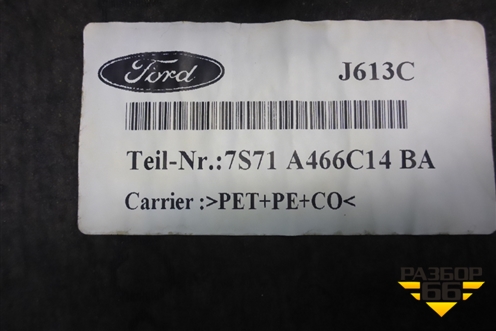 Ford
J613C
Teil-Nr.:7S71 A466C14 BA
Carrier :>PET+PE+CO<
РАЗБОР
66